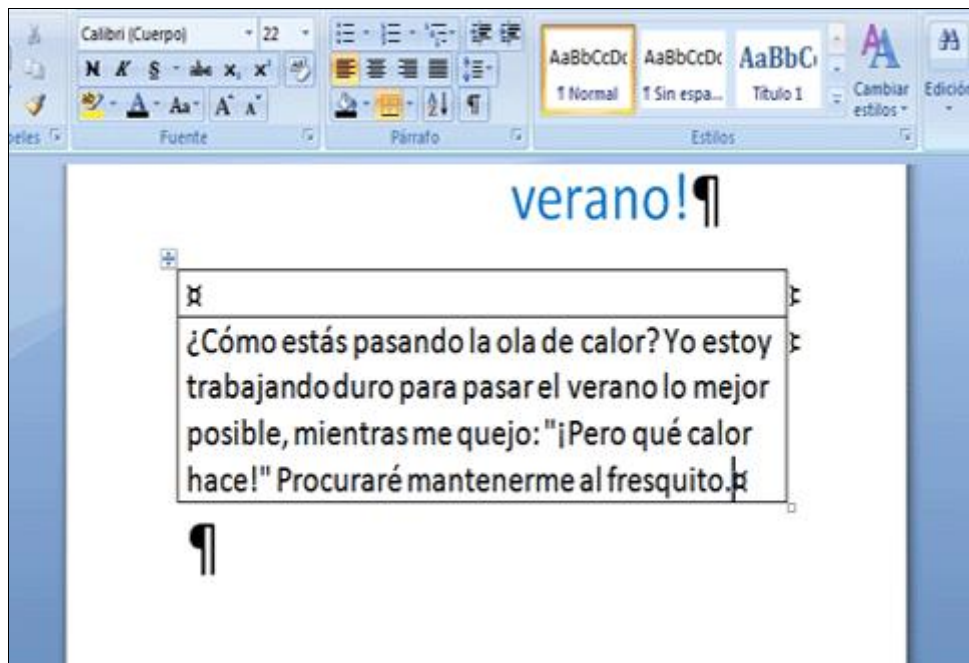 Calibri (Cuerpo) 22
N K S abc x, x²
Aa A A
Fuente
Párrafo
AaBbCcDc AaBbCcDc AaBbC
¶ Normal ¶ Sin espa... Título 1
Cambiar
estilos
Estilos
Edición
verano!¶
¤ ¤
¿Cómo estás pasando la ola de calor? Yo estoy ¤
trabajando duro para pasar el verano lo mejor
posible, mientras me quejo: "¡Pero qué calor
hace!" Procuraré mantenerme al fresquito.¤
¶